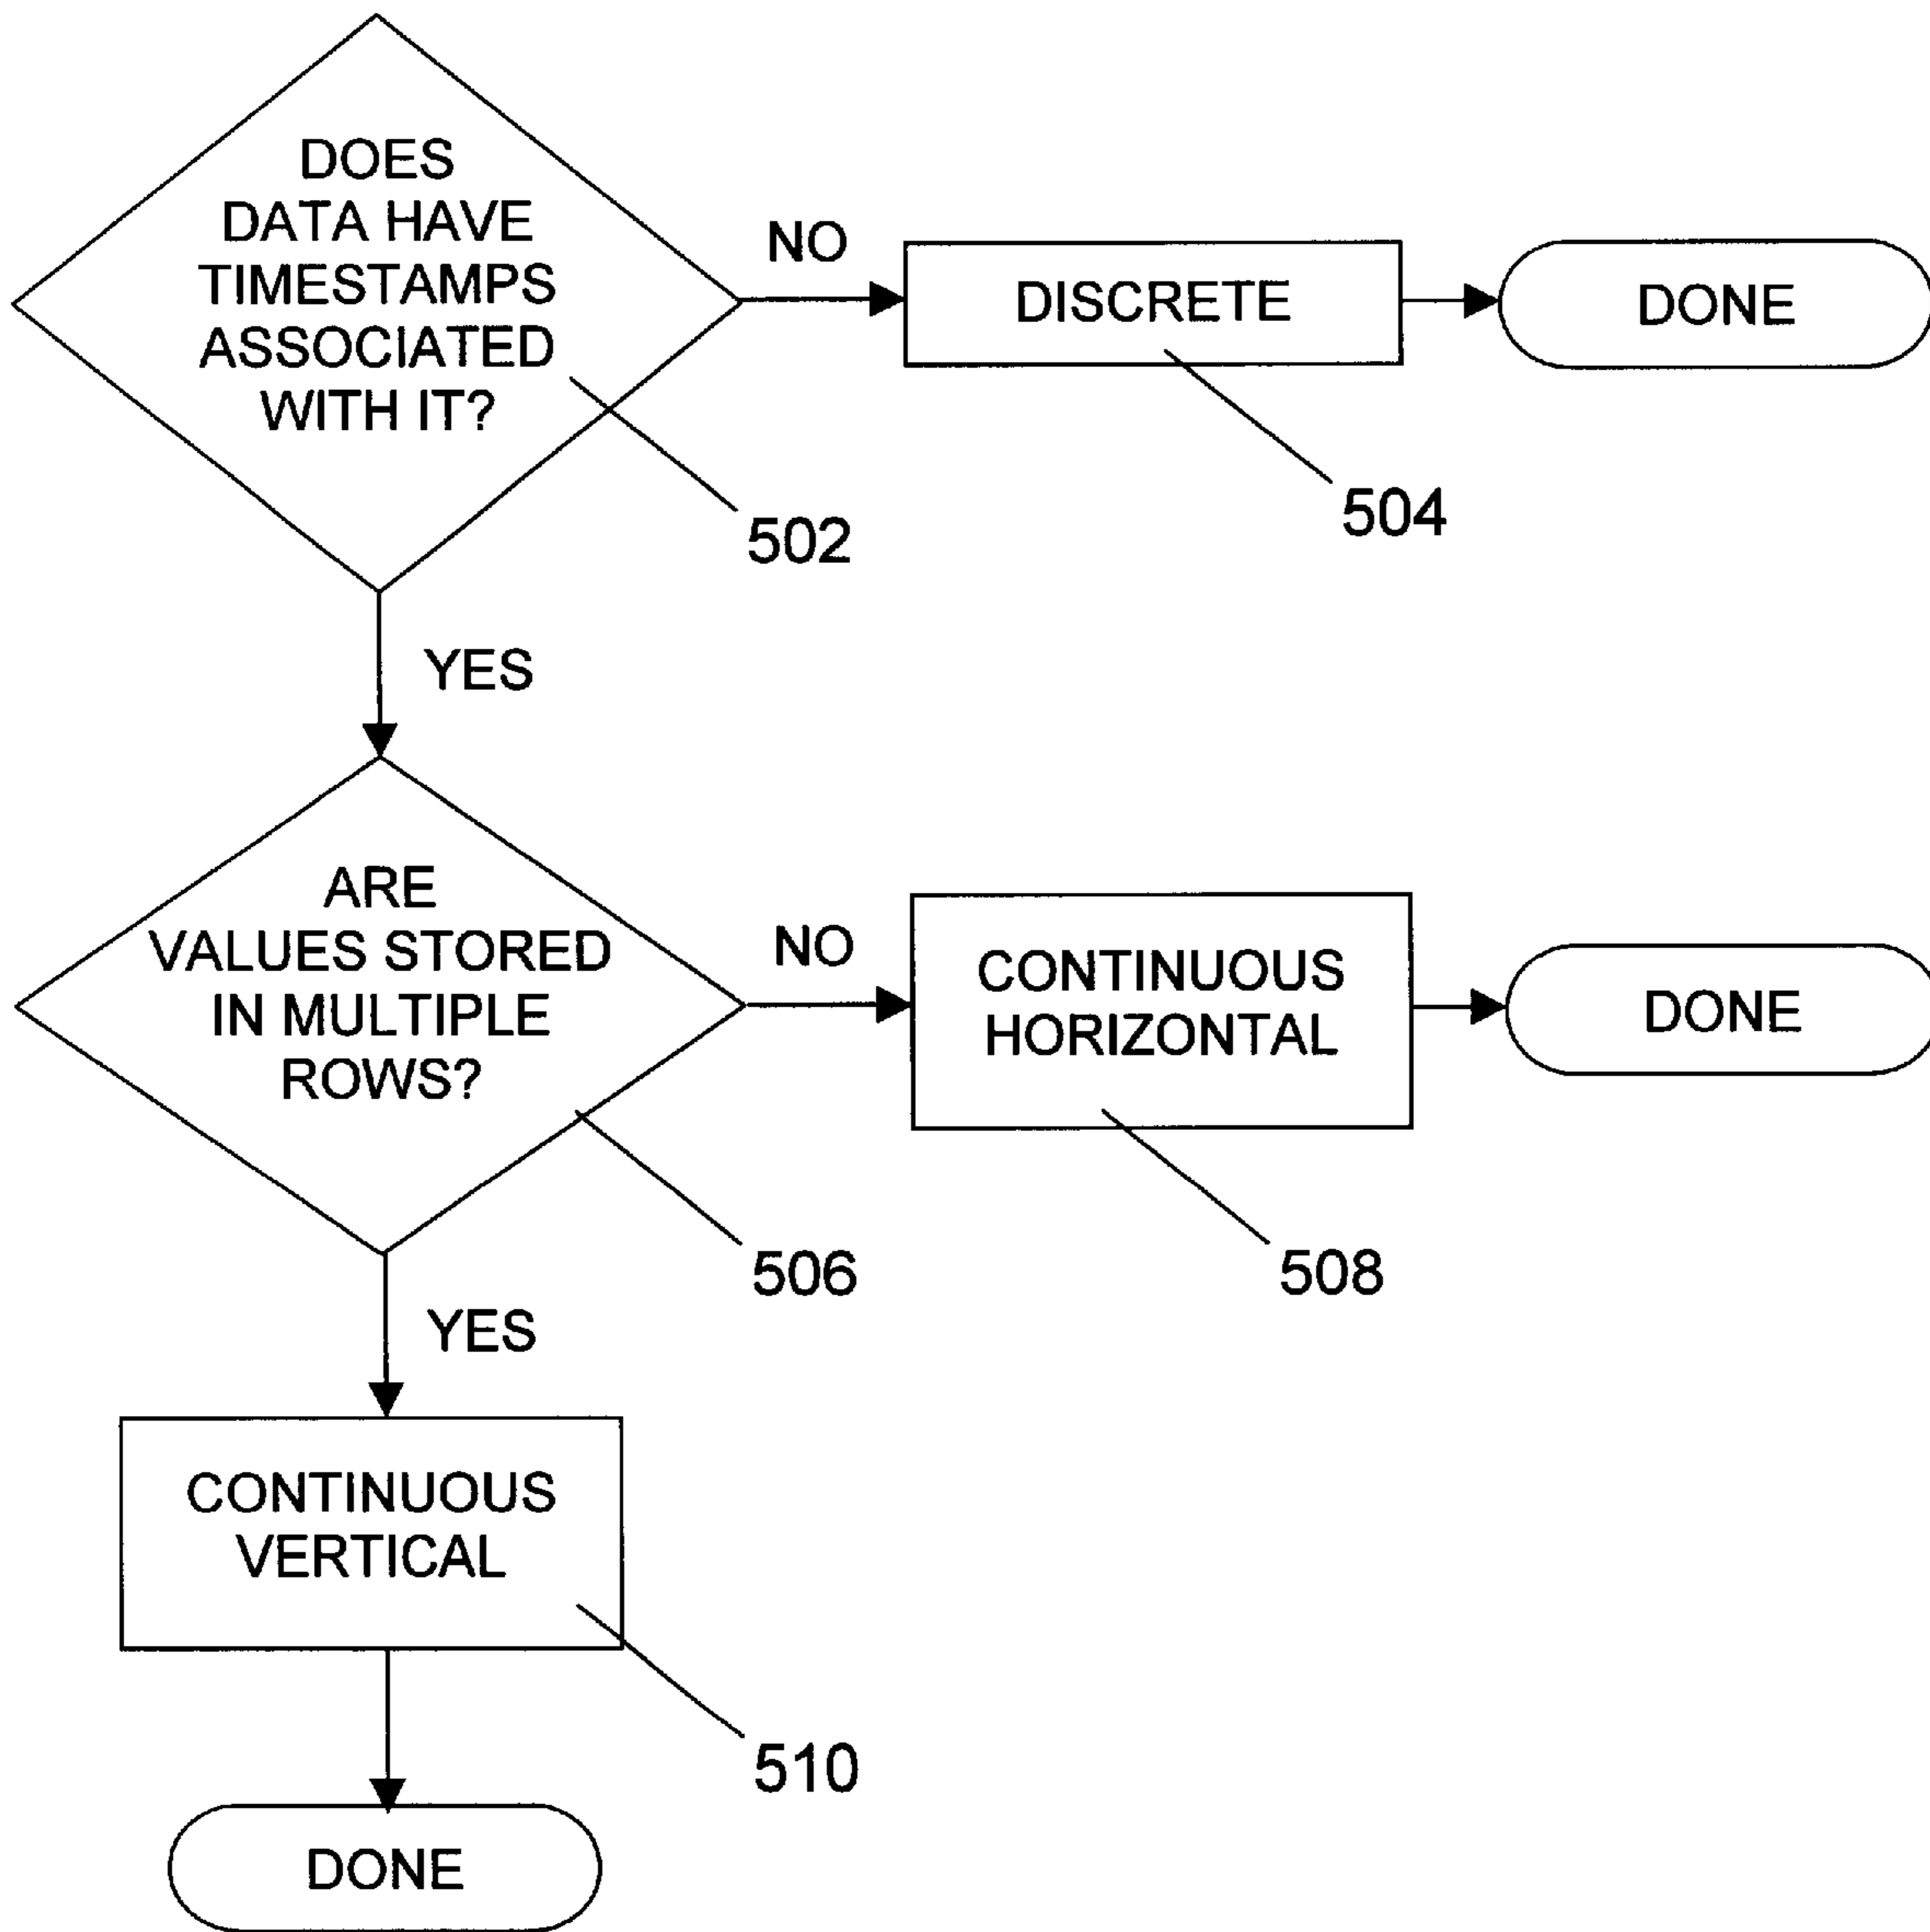 DOES
DATA HAVE
TIMESTAMPS
ASSOCIATED
WITH IT?
502
NO
DISCRETE
504
DONE
YES
ARE
VALUES STORED
IN MULTIPLE
ROWS?
506
NO
CONTINUOUS
HORIZONTAL
508
DONE
YES
CONTINUOUS
VERTICAL
510
DONE